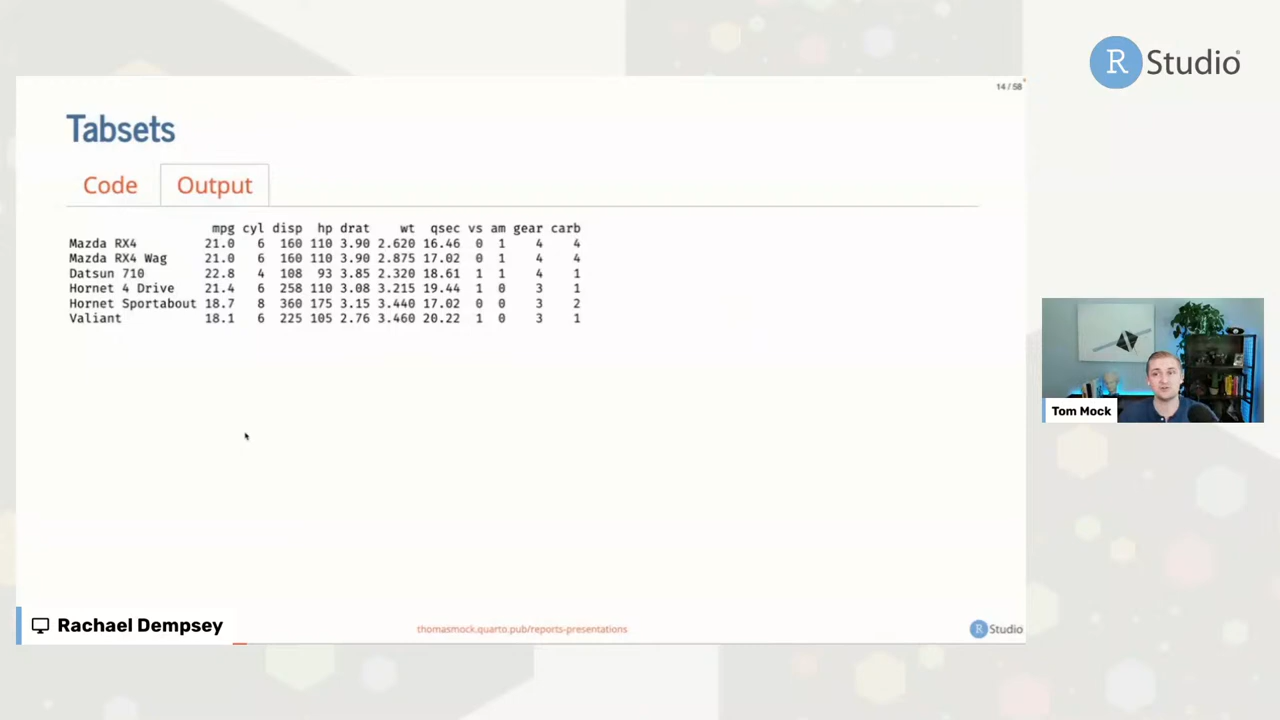 R Studio
14 / 58
Tabsets
Code Output
mpg cyl disp hp drat wt qsec vs am gear carb
Mazda RX4 21.0 6 160 110 3.90 2.620 16.46 0 1 4 4
Mazda RX4 Wag 21.0 6 160 110 3.90 2.875 17.02 0 1 4 4
Datsun 710 22.8 4 108 93 3.85 2.320 18.61 1 1 4 1
Hornet 4 Drive 21.4 6 258 110 3.08 3.215 19.44 1 0 3 1
Hornet Sportabout 18.7 8 360 175 3.15 3.440 17.02 0 0 3 2
Valiant 18.1 6 225 105 2.76 3.460 20.22 1 0 3 1
Tom Mock
Rachael Dempsey
thomasmock.quarto.pub/reports-presentations
R Studio